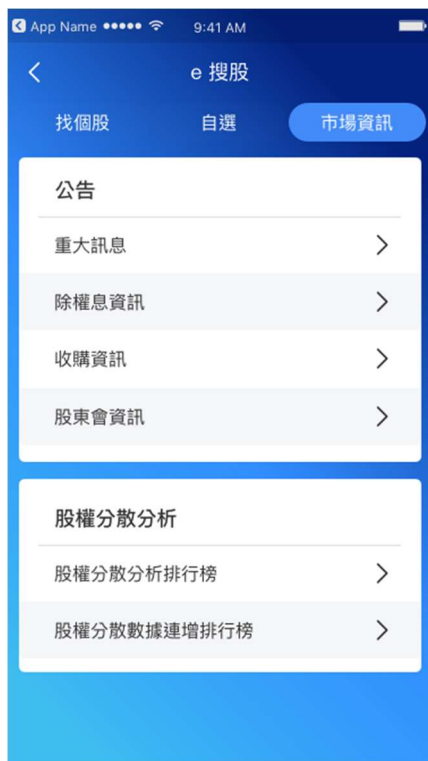 App Name 9:41 AM
e 搜股
找個股 自選 市場資訊
公告
重大訊息
除權息資訊
收購資訊
股東會資訊
股權分散分析
股權分散分析排行榜
股權分散數據連增排行榜